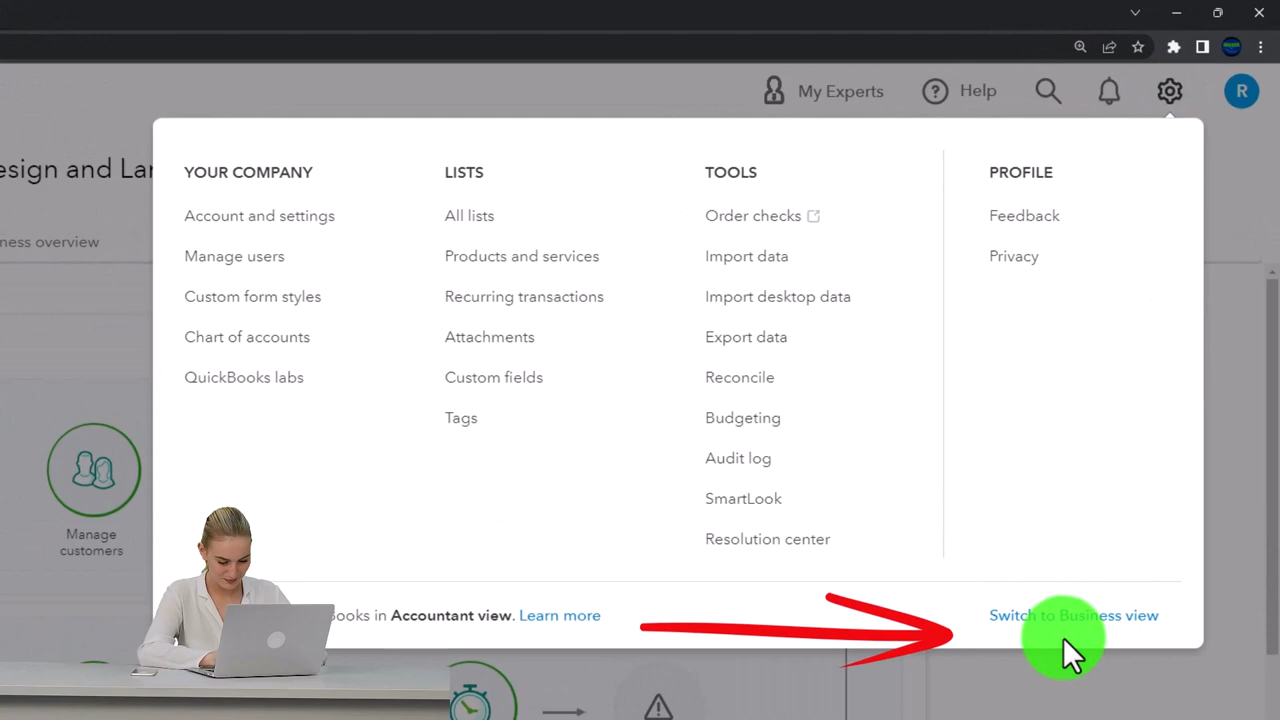 My Experts
Help
R
esign and Lar
ness overview
YOUR COMPANY
Account and settings
Manage users
Custom form styles
Chart of accounts
QuickBooks labs
LISTS
All lists
Products and services
Recurring transactions
Attachments
Custom fields
Tags
TOOLS
Order checks
Import data
Import desktop data
Export data
Reconcile
Budgeting
Audit log
SmartLook
Resolution center
PROFILE
Feedback
Privacy
Manage
customers
Books in Accountant view. Learn more
Switch to Business view